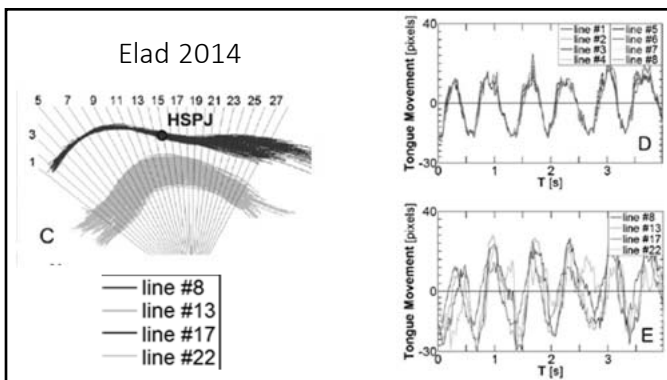 Elad 2014
5 7 9 11 13 15 17 19 21 23 25 27
HSPJ
3
1
C
line #8
line #13
line #17
line #22
40
0
-30
Tongue Movement [pixels]
line #1 line #5
line #2 line #6
line #3 line #7
line #4 line #8
D
1 2 3
T [s]
40
0
-30
Tongue Movement [pixels]
line #8
line #13
line #17
line #22
E
1 2 3
T [s]